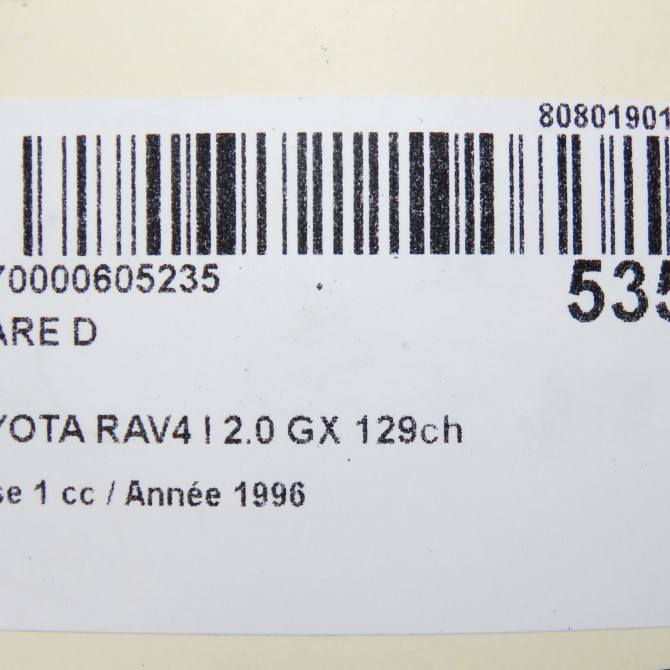 80801901
70000605235
535
ARE D
YOTA RAV4 I 2.0 GX 129ch
se 1 cc / Année 1996